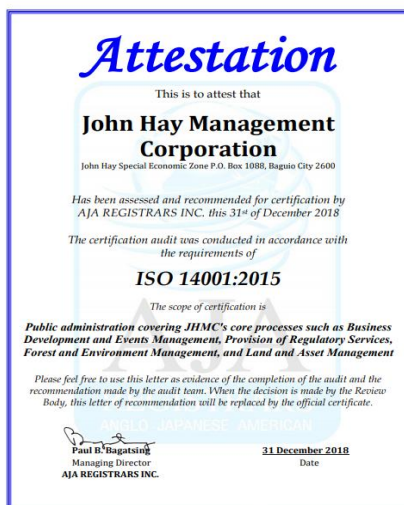 Attestation
This is to attest that
John Hay Management
Corporation
John Hay Special Economic Zone P.O. Box 1088, Baguio City 2600
Has been assessed and recommended for certification by
AJA REGISTRARS INC. this 31st of December 2018
The certification audit was conducted in accordance with
the requirements of
ISO 14001:2015
The scope of certification is
Public administration covering JHMC's core processes such as Business
Development and Events Management, Provision of Regulatory Services,
Forest and Environment Management, and Land and Asset Management
Please feel free to use this letter as evidence of the completion of the audit and the
recommendation made by the audit team. When the decision is made by the Review
Body, this letter of recommendation will be replaced by the official certificate.
AJA
REGISTRARS
ANGLO JAPANESE AMERICAN
Paul B. Bagatsing
31 December 2018
Managing Director
Date
AJA REGISTRARS INC.